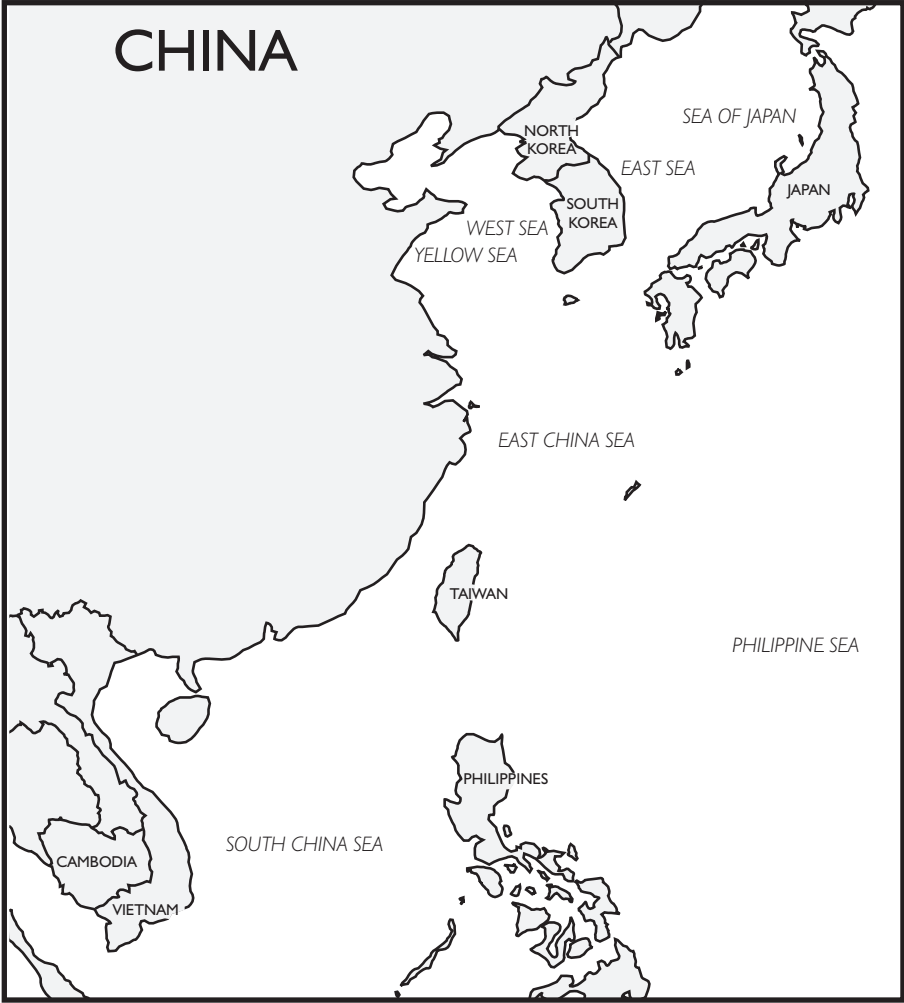 CHINA
SEA OF JAPAN
NORTH
KOREA
EAST SEA
JAPAN
SOUTH
KOREA
WEST SEA
YELLOW SEA
EAST CHINA SEA
TAIWAN
PHILIPPINE SEA
PHILIPPINES
SOUTH CHINA SEA
CAMBODIA
VIETNAM